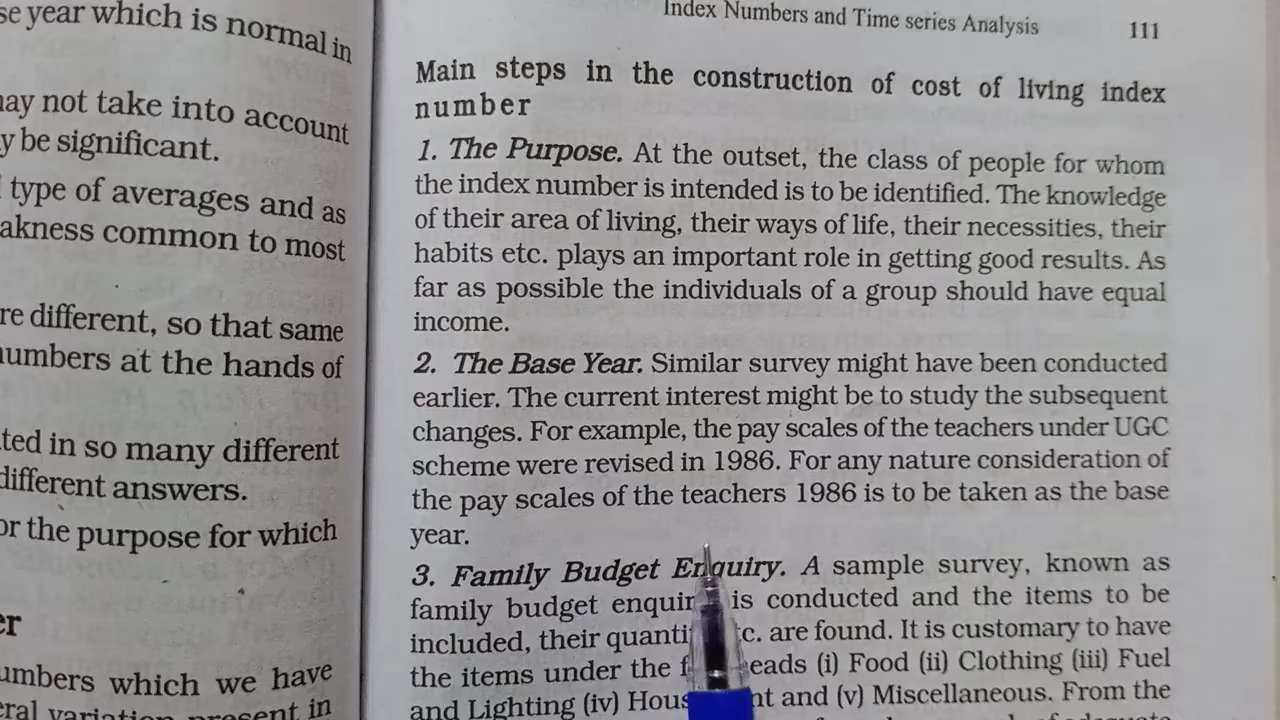 se year which is normal in
may not take into account
y be significant.
type of averages and as
akness common to most
re different, so that same
numbers at the hands of
ted in so many different
different answers.
or the purpose for which
er
umbers which we have
eral variation present in
Index Numbers and Time series Analysis 111
Main steps in the construction of cost of living index
number
1. The Purpose. At the outset, the class of people for whom
the index number is intended is to be identified. The knowledge
of their area of living, their ways of life, their necessities, their
habits etc. plays an important role in getting good results. As
far as possible the individuals of a group should have equal
income.
2. The Base Year. Similar survey might have been conducted
earlier. The current interest might be to study the subsequent
changes. For example, the pay scales of the teachers under UGC
scheme were revised in 1986. For any nature consideration of
the pay scales of the teachers 1986 is to be taken as the base
year.
3. Family Budget Enquiry. A sample survey, known as
family budget enquir is conducted and the items to be
included, their quanti c. are found. It is customary to have
the items under the f eads (i) Food (ii) Clothing (iii) Fuel
and Lighting (iv) Hous nt and (v) Miscellaneous. From the